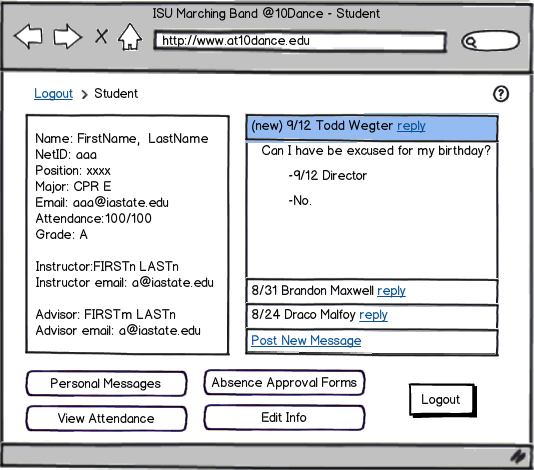 ISU Marching Band @10Dance - Student
http://www.at10dance.edu
Logout > Student
?
Name: FirstName, LastName
NetID: aaa
Position: xxxx
Major: CPR E
Email: aaa@iastate.edu
Attendance:100/100
Grade: A
Instructor:FIRSTn LASTn
Instructor email: a@iastate.edu
Advisor: FIRSTm LASTn
Advisor email: a@iastate.edu
(new) 9/12 Todd Wegter reply
Can I have be excused for my birthday?
-9/12 Director
-No.
8/31 Brandon Maxwell reply
8/24 Draco Malfoy reply
Post New Message
Personal Messages
Absence Approval Forms
View Attendance
Edit Info
Logout